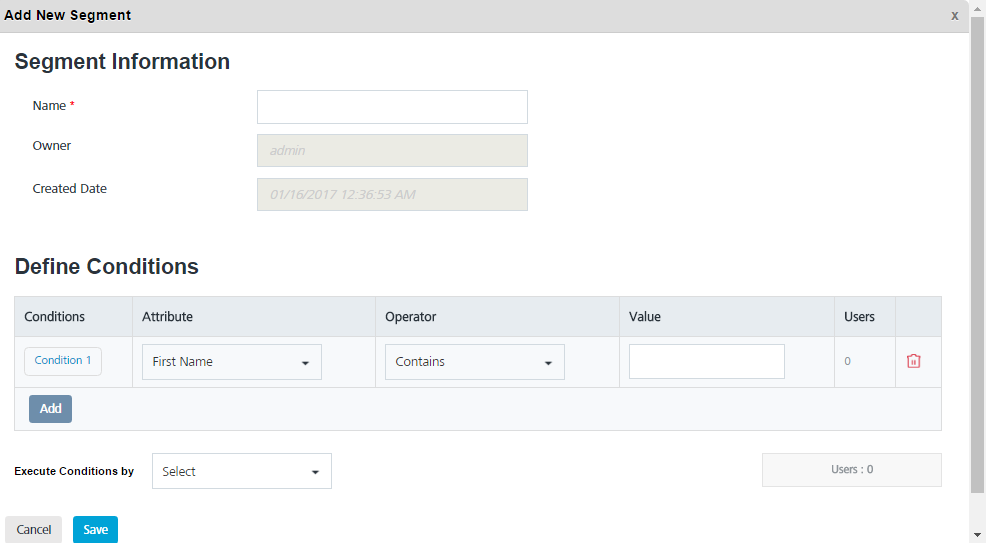 Add New Segment x
Segment Information
Name *
Owner admin
Created Date 01/16/2017 12:36:53 AM
Define Conditions
Conditions Attribute Operator Value Users
Condition 1 First Name Contains 0
Add
Execute Conditions by Select Users : 0
Cancel Save